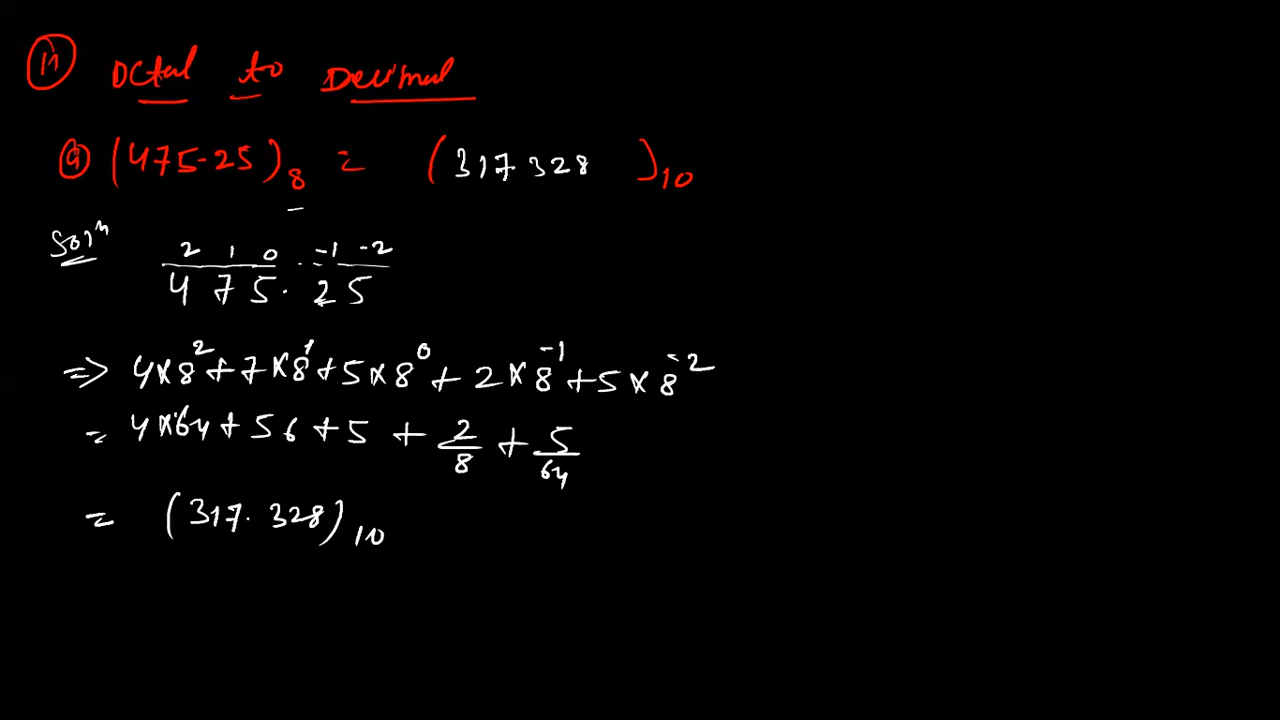 (ii) Octal to Decimal
(a) (475.25)8 = (317 328 )10
Solⁿ
2 1 0 . -1 -2
4 7 5 . 2 5
=> 4×8² + 7×8¹ + 5×8⁰ + 2×8⁻¹ + 5×8⁻²
= 4×64 + 56 + 5 + 2/8 + 5/64
= (317.328)10